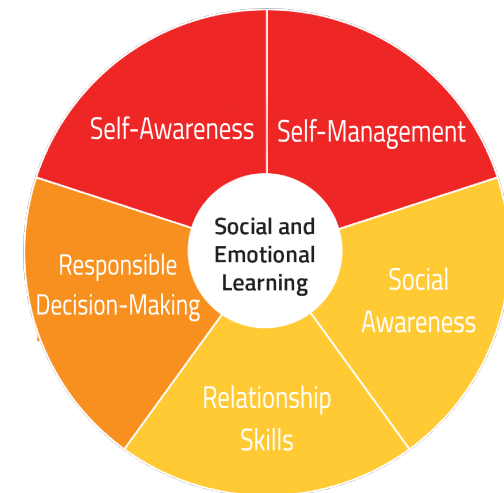 Self-Awareness
Self-Management
Social and
Emotional
Learning
Responsible
Decision-Making
Social
Awareness
Relationship
Skills